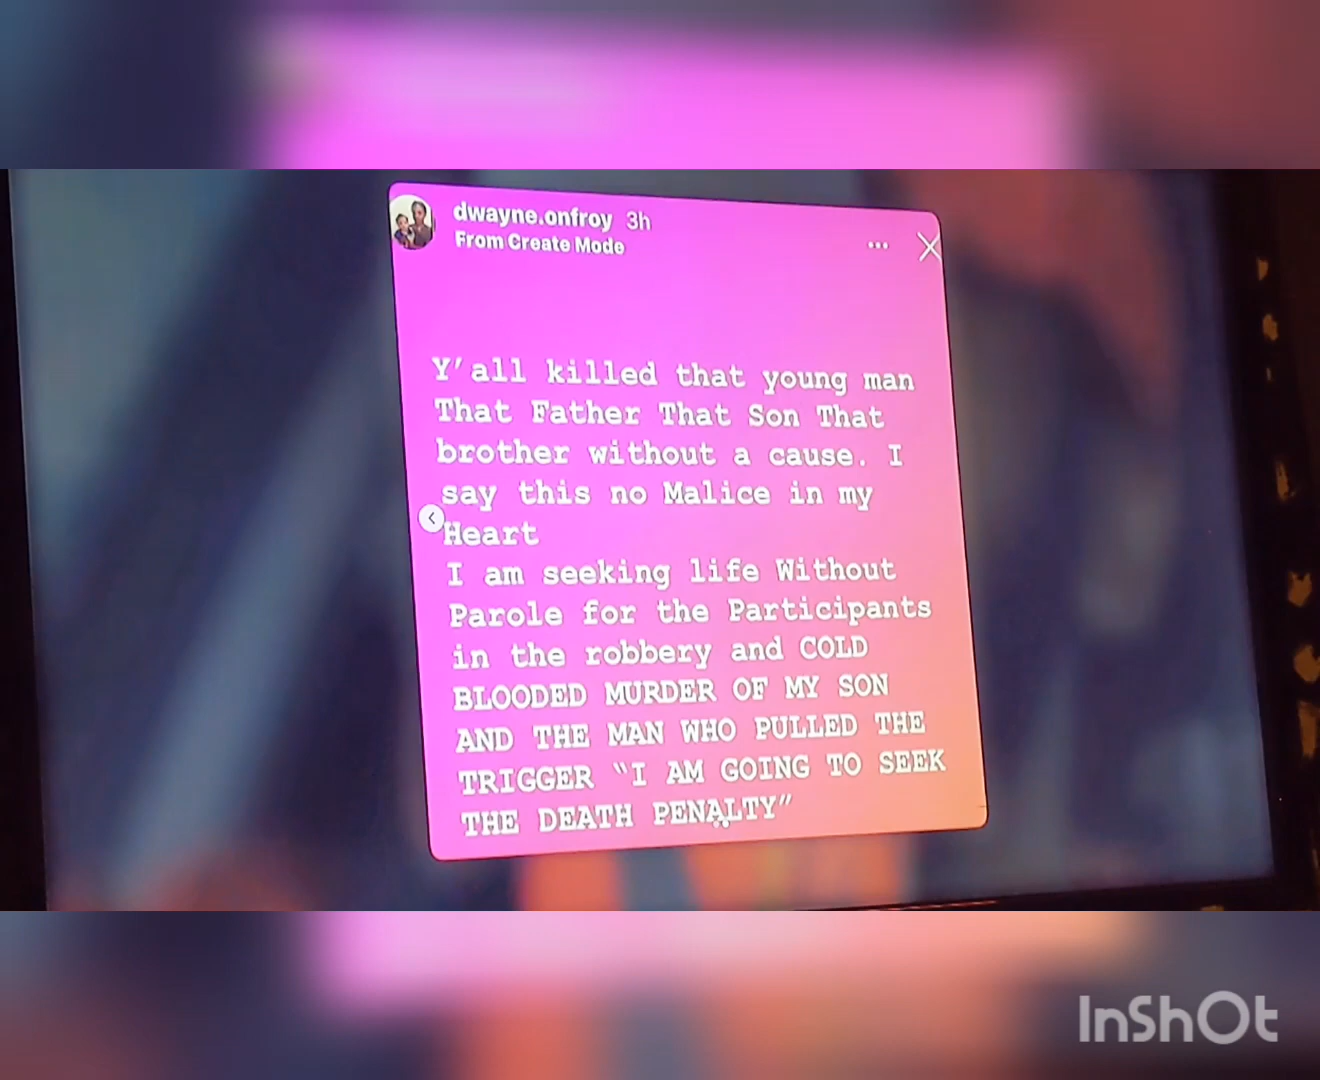 dwayne.onfroy 3h
From Create Mode
Y'all killed that young man
That Father That Son That
brother without a cause. I
say this no Malice in my
Heart
I am seeking life Without
Parole for the Participants
in the robbery and COLD
BLOODED MURDER OF MY SON
AND THE MAN WHO PULLED THE
TRIGGER “I AM GOING TO SEEK
THE DEATH PENALTY”
InShOt